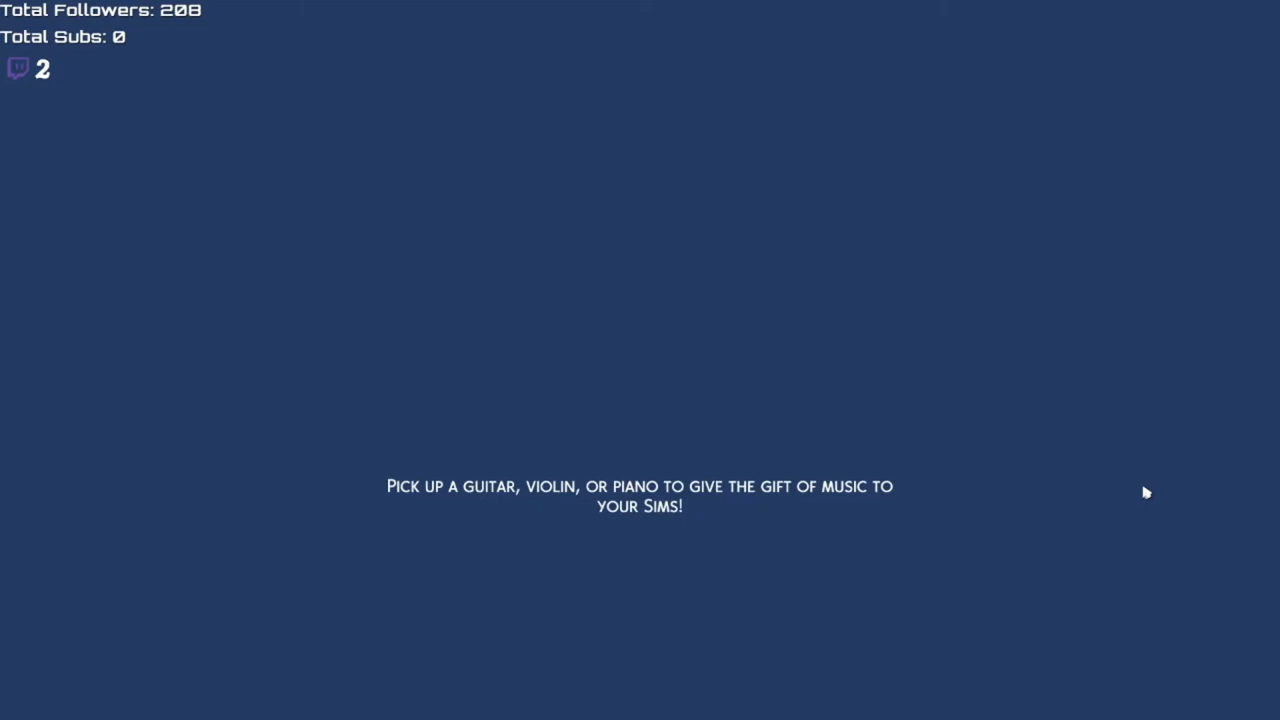 Total Followers: 208
Total Subs: 0
2
Pick up a guitar, violin, or piano to give the gift of music to
your Sims!